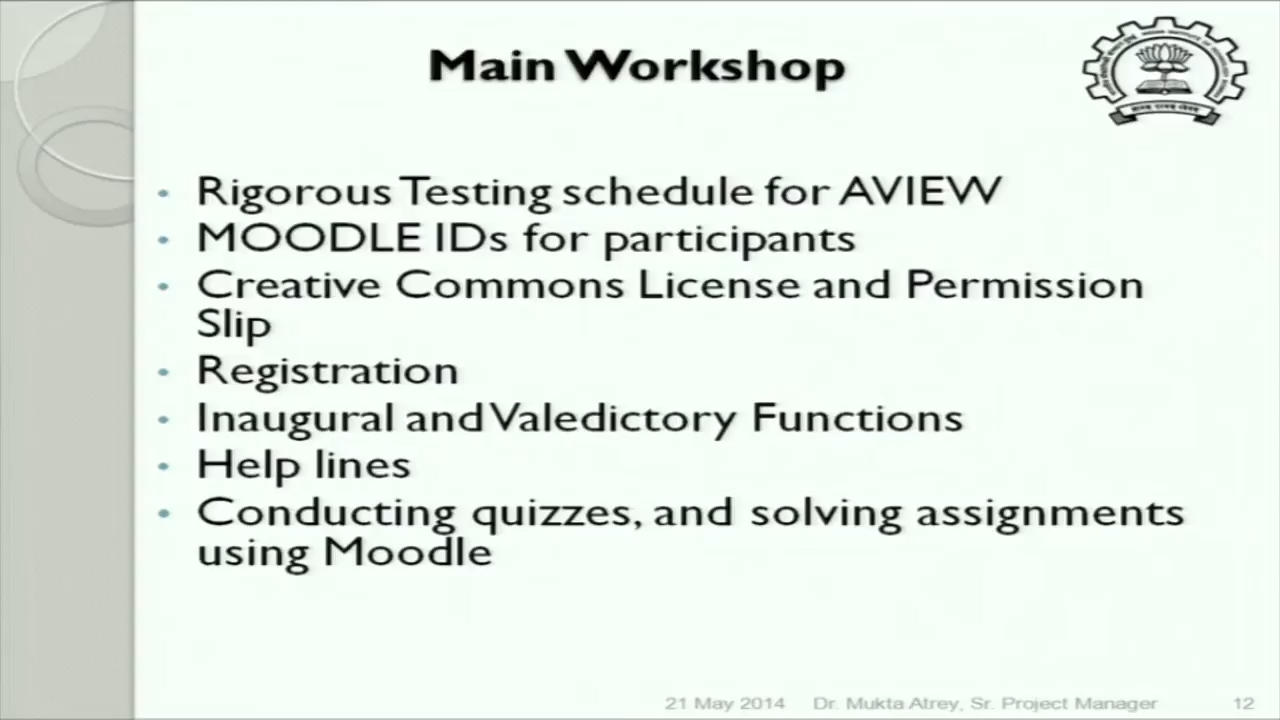 Main Workshop
• Rigorous Testing schedule for AVIEW
• MOODLE IDs for participants
• Creative Commons License and Permission
Slip
• Registration
• Inaugural and Valedictory Functions
• Help lines
• Conducting quizzes, and solving assignments
using Moodle
21 May 2014 Dr. Mukta Atrey, Sr. Project Manager 12